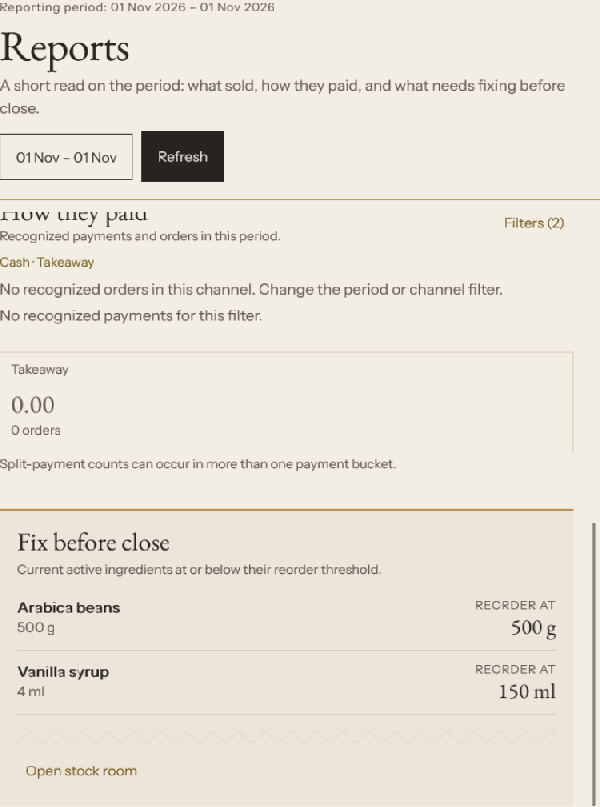 Reporting period: 01 Nov 2026 – 01 Nov 2026
Reports
A short read on the period: what sold, how they paid, and what needs fixing before
close.
01 Nov – 01 Nov
Refresh
How they paid
Filters (2)
Recognized payments and orders in this period.
Cash · Takeaway
No recognized orders in this channel. Change the period or channel filter.
No recognized payments for this filter.
Takeaway
0.00
0 orders
Split-payment counts can occur in more than one payment bucket.
Fix before close
Current active ingredients at or below their reorder threshold.
Arabica beans
REORDER AT
500 g
500 g
Vanilla syrup
REORDER AT
4 ml
150 ml
Open stock room